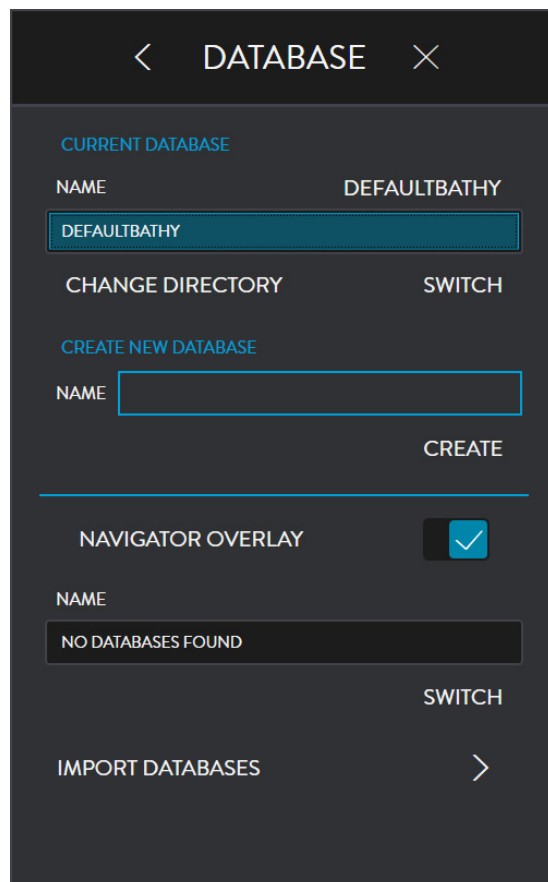 DATABASE
CURRENT DATABASE
NAME DEFAULTBATHY
DEFAULTBATHY
CHANGE DIRECTORY SWITCH
CREATE NEW DATABASE
NAME
CREATE
NAVIGATOR OVERLAY
NAME
NO DATABASES FOUND
SWITCH
IMPORT DATABASES